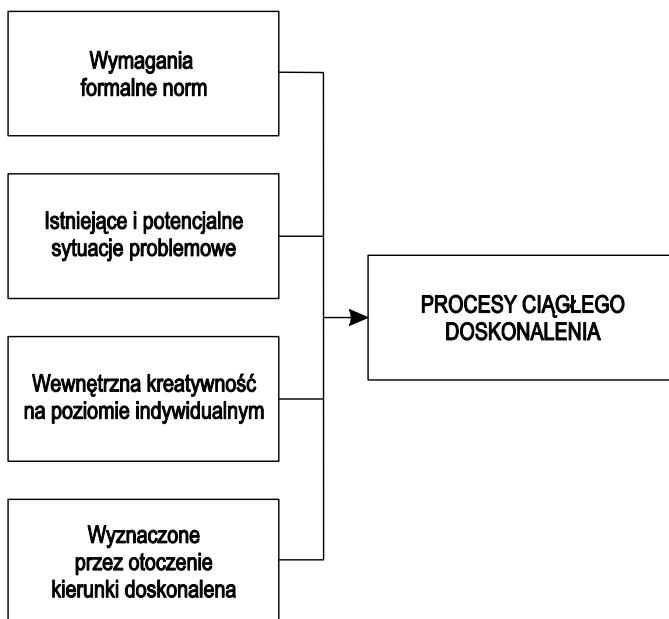 Wymagania
formalne norm
Istniejące i potencjalne
sytuacje problemowe
Wewnętrzna kreatywność
na poziomie indywidualnym
Wyznaczone
przez otoczenie
kierunki doskonalena
PROCESY CIĄGŁEGO
DOSKONALENIA